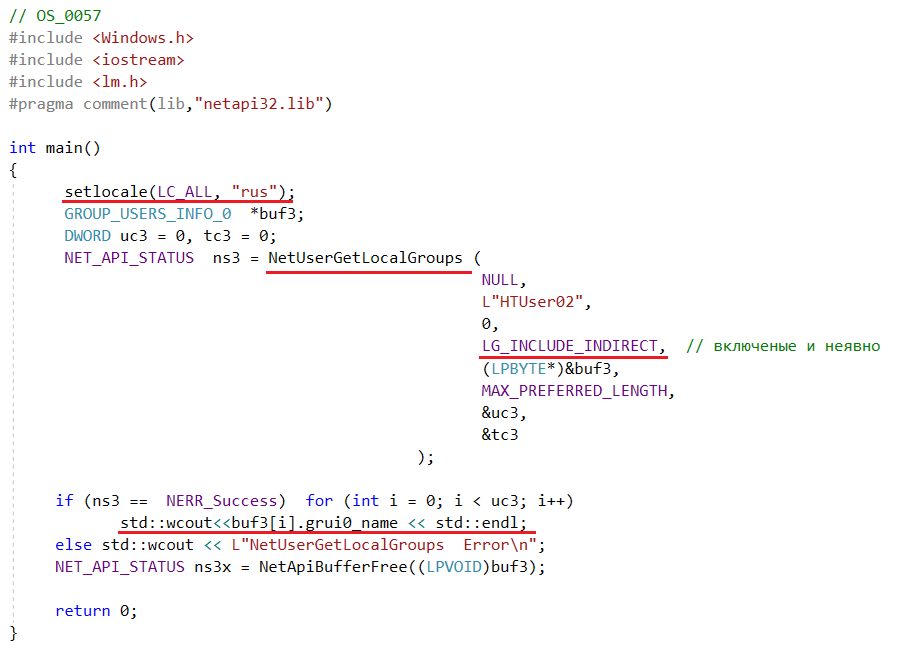 // OS_0057
#include <Windows.h>
#include <iostream>
#include <lm.h>
#pragma comment(lib,"netapi32.lib")
int main()
{
setlocale(LC_ALL, "rus");
GROUP_USERS_INFO_0  *buf3;
DWORD uc3 = 0, tc3 = 0;
NET_API_STATUS  ns3 = NetUserGetLocalGroups (
NULL,
L"HTUser02",
0,
LG_INCLUDE_INDIRECT,  // включеные и неявно
(LPBYTE*)&buf3,
MAX_PREFERRED_LENGTH,
&uc3,
&tc3
);
if (ns3 ==  NERR_Success)  for (int i = 0; i < uc3; i++)
std::wcout<<buf3[i].grui0_name << std::endl;
else std::wcout << L"NetUserGetLocalGroups  Error\n";
NET_API_STATUS ns3x = NetApiBufferFree((LPVOID)buf3);
return 0;
}